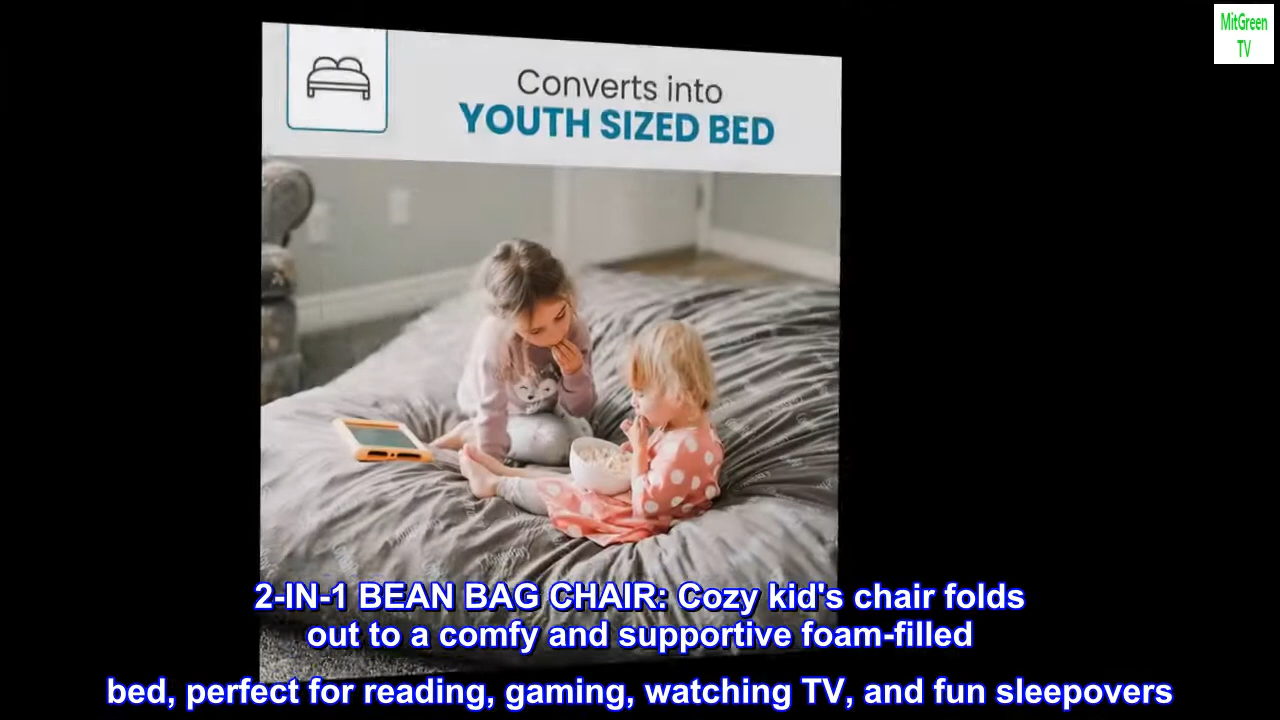 MitGreen
TV
Converts into
YOUTH SIZED BED
2-IN-1 BEAN BAG CHAIR: Cozy kid's chair folds
out to a comfy and supportive foam-filled
bed, perfect for reading, gaming, watching TV, and fun sleepovers